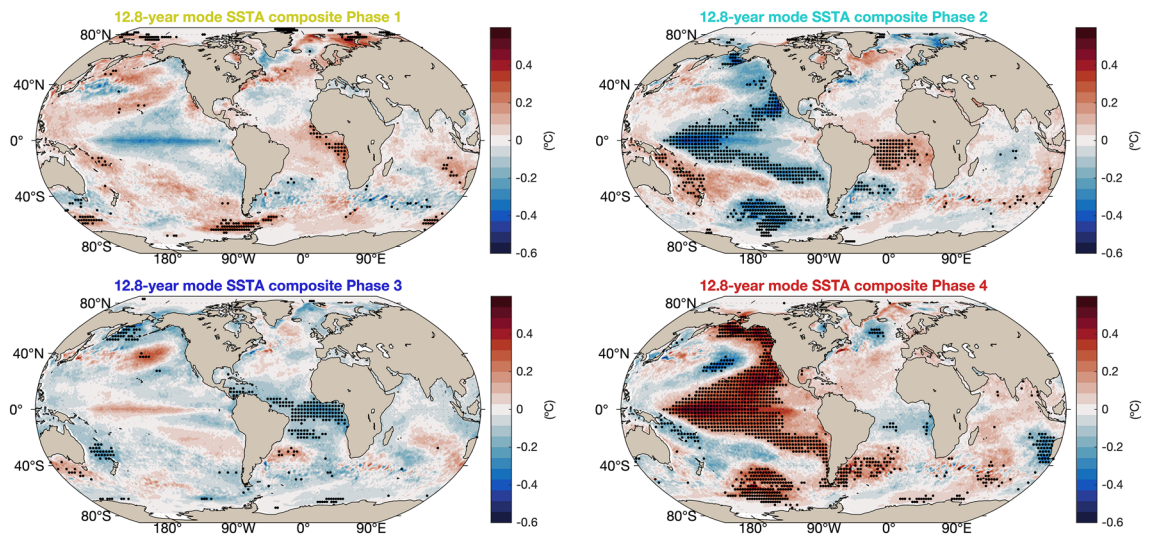 12.8-year mode SSTA composite Phase 1
80°N
40°N
0°
40°S
80°S
180° 90°W 0° 90°E
0.4
0.2
0
-0.2
-0.4
-0.6
(°C)
12.8-year mode SSTA composite Phase 2
80°N
40°N
0°
40°S
80°S
180° 90°W 0° 90°E
0.4
0.2
0
-0.2
-0.4
-0.6
(°C)
12.8-year mode SSTA composite Phase 3
80°N
40°N
0°
40°S
80°S
180° 90°W 0° 90°E
0.4
0.2
0
-0.2
-0.4
-0.6
(°C)
12.8-year mode SSTA composite Phase 4
80°N
40°N
0°
40°S
80°S
180° 90°W 0° 90°E
0.4
0.2
0
-0.2
-0.4
-0.6
(°C)